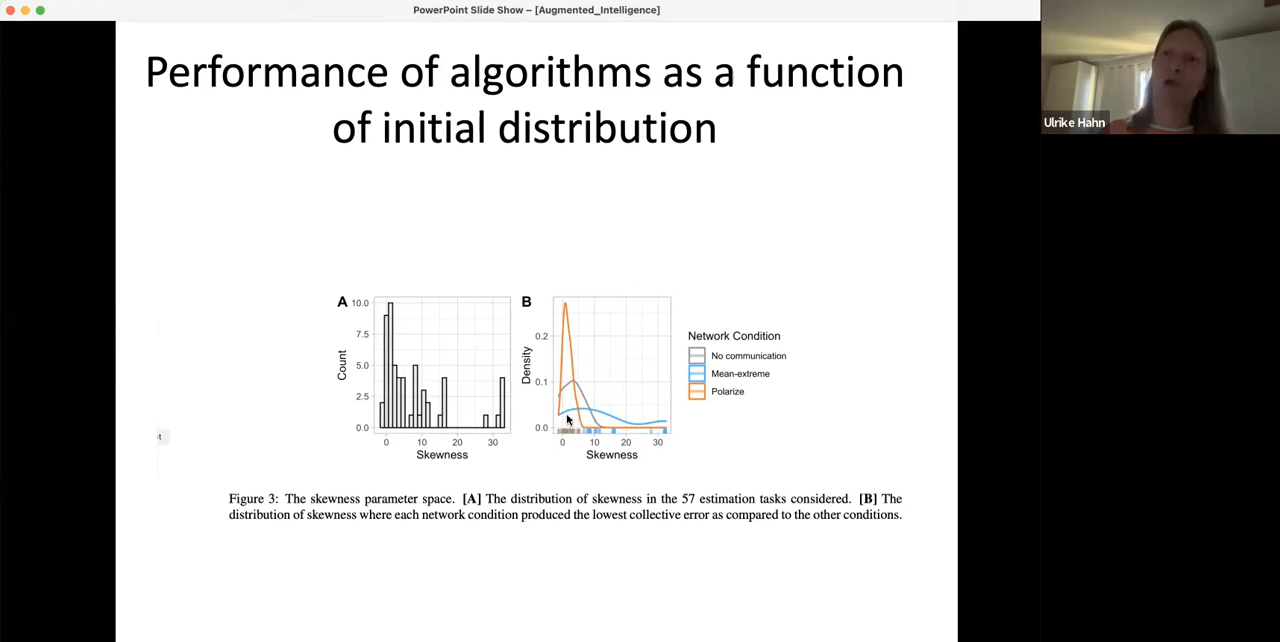 PowerPoint Slide Show – [Augmented_Intelligence]
Performance of algorithms as a function
of initial distribution
Ulrike Hahn
A
10.0
7.5
5.0
2.5
0.0
Count
0 10 20 30
Skewness
B
0.2
0.1
0.0
Density
0 10 20 30
Skewness
Network Condition
No communication
Mean-extreme
Polarize
Figure 3: The skewness parameter space. [A] The distribution of skewness in the 57 estimation tasks considered. [B] The
distribution of skewness where each network condition produced the lowest collective error as compared to the other conditions.